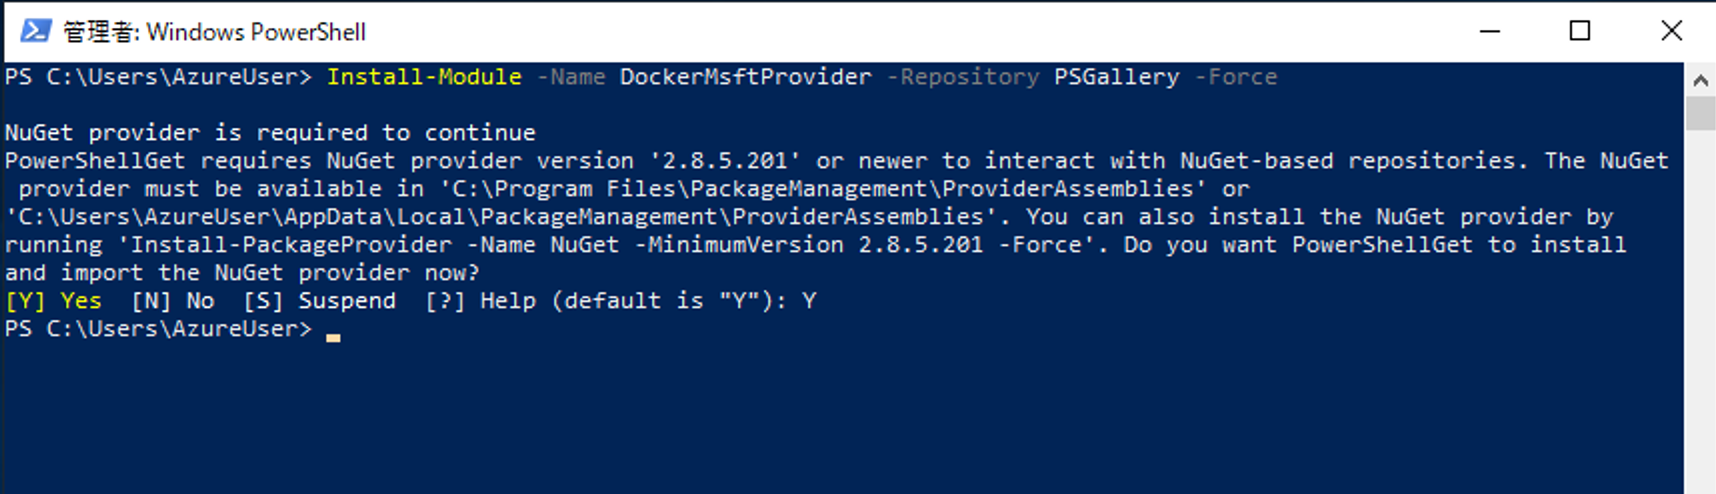 管理者: Windows PowerShell
PS C:\Users\AzureUser> Install-Module -Name DockerMsftProvider -Repository PSGallery -Force
NuGet provider is required to continue
PowerShellGet requires NuGet provider version '2.8.5.201' or newer to interact with NuGet-based repositories. The NuGet
 provider must be available in 'C:\Program Files\PackageManagement\ProviderAssemblies' or
'C:\Users\AzureUser\AppData\Local\PackageManagement\ProviderAssemblies'. You can also install the NuGet provider by
running 'Install-PackageProvider -Name NuGet -MinimumVersion 2.8.5.201 -Force'. Do you want PowerShellGet to install
and import the NuGet provider now?
[Y] Yes  [N] No  [S] Suspend  [?] Help (default is "Y"): Y
PS C:\Users\AzureUser>